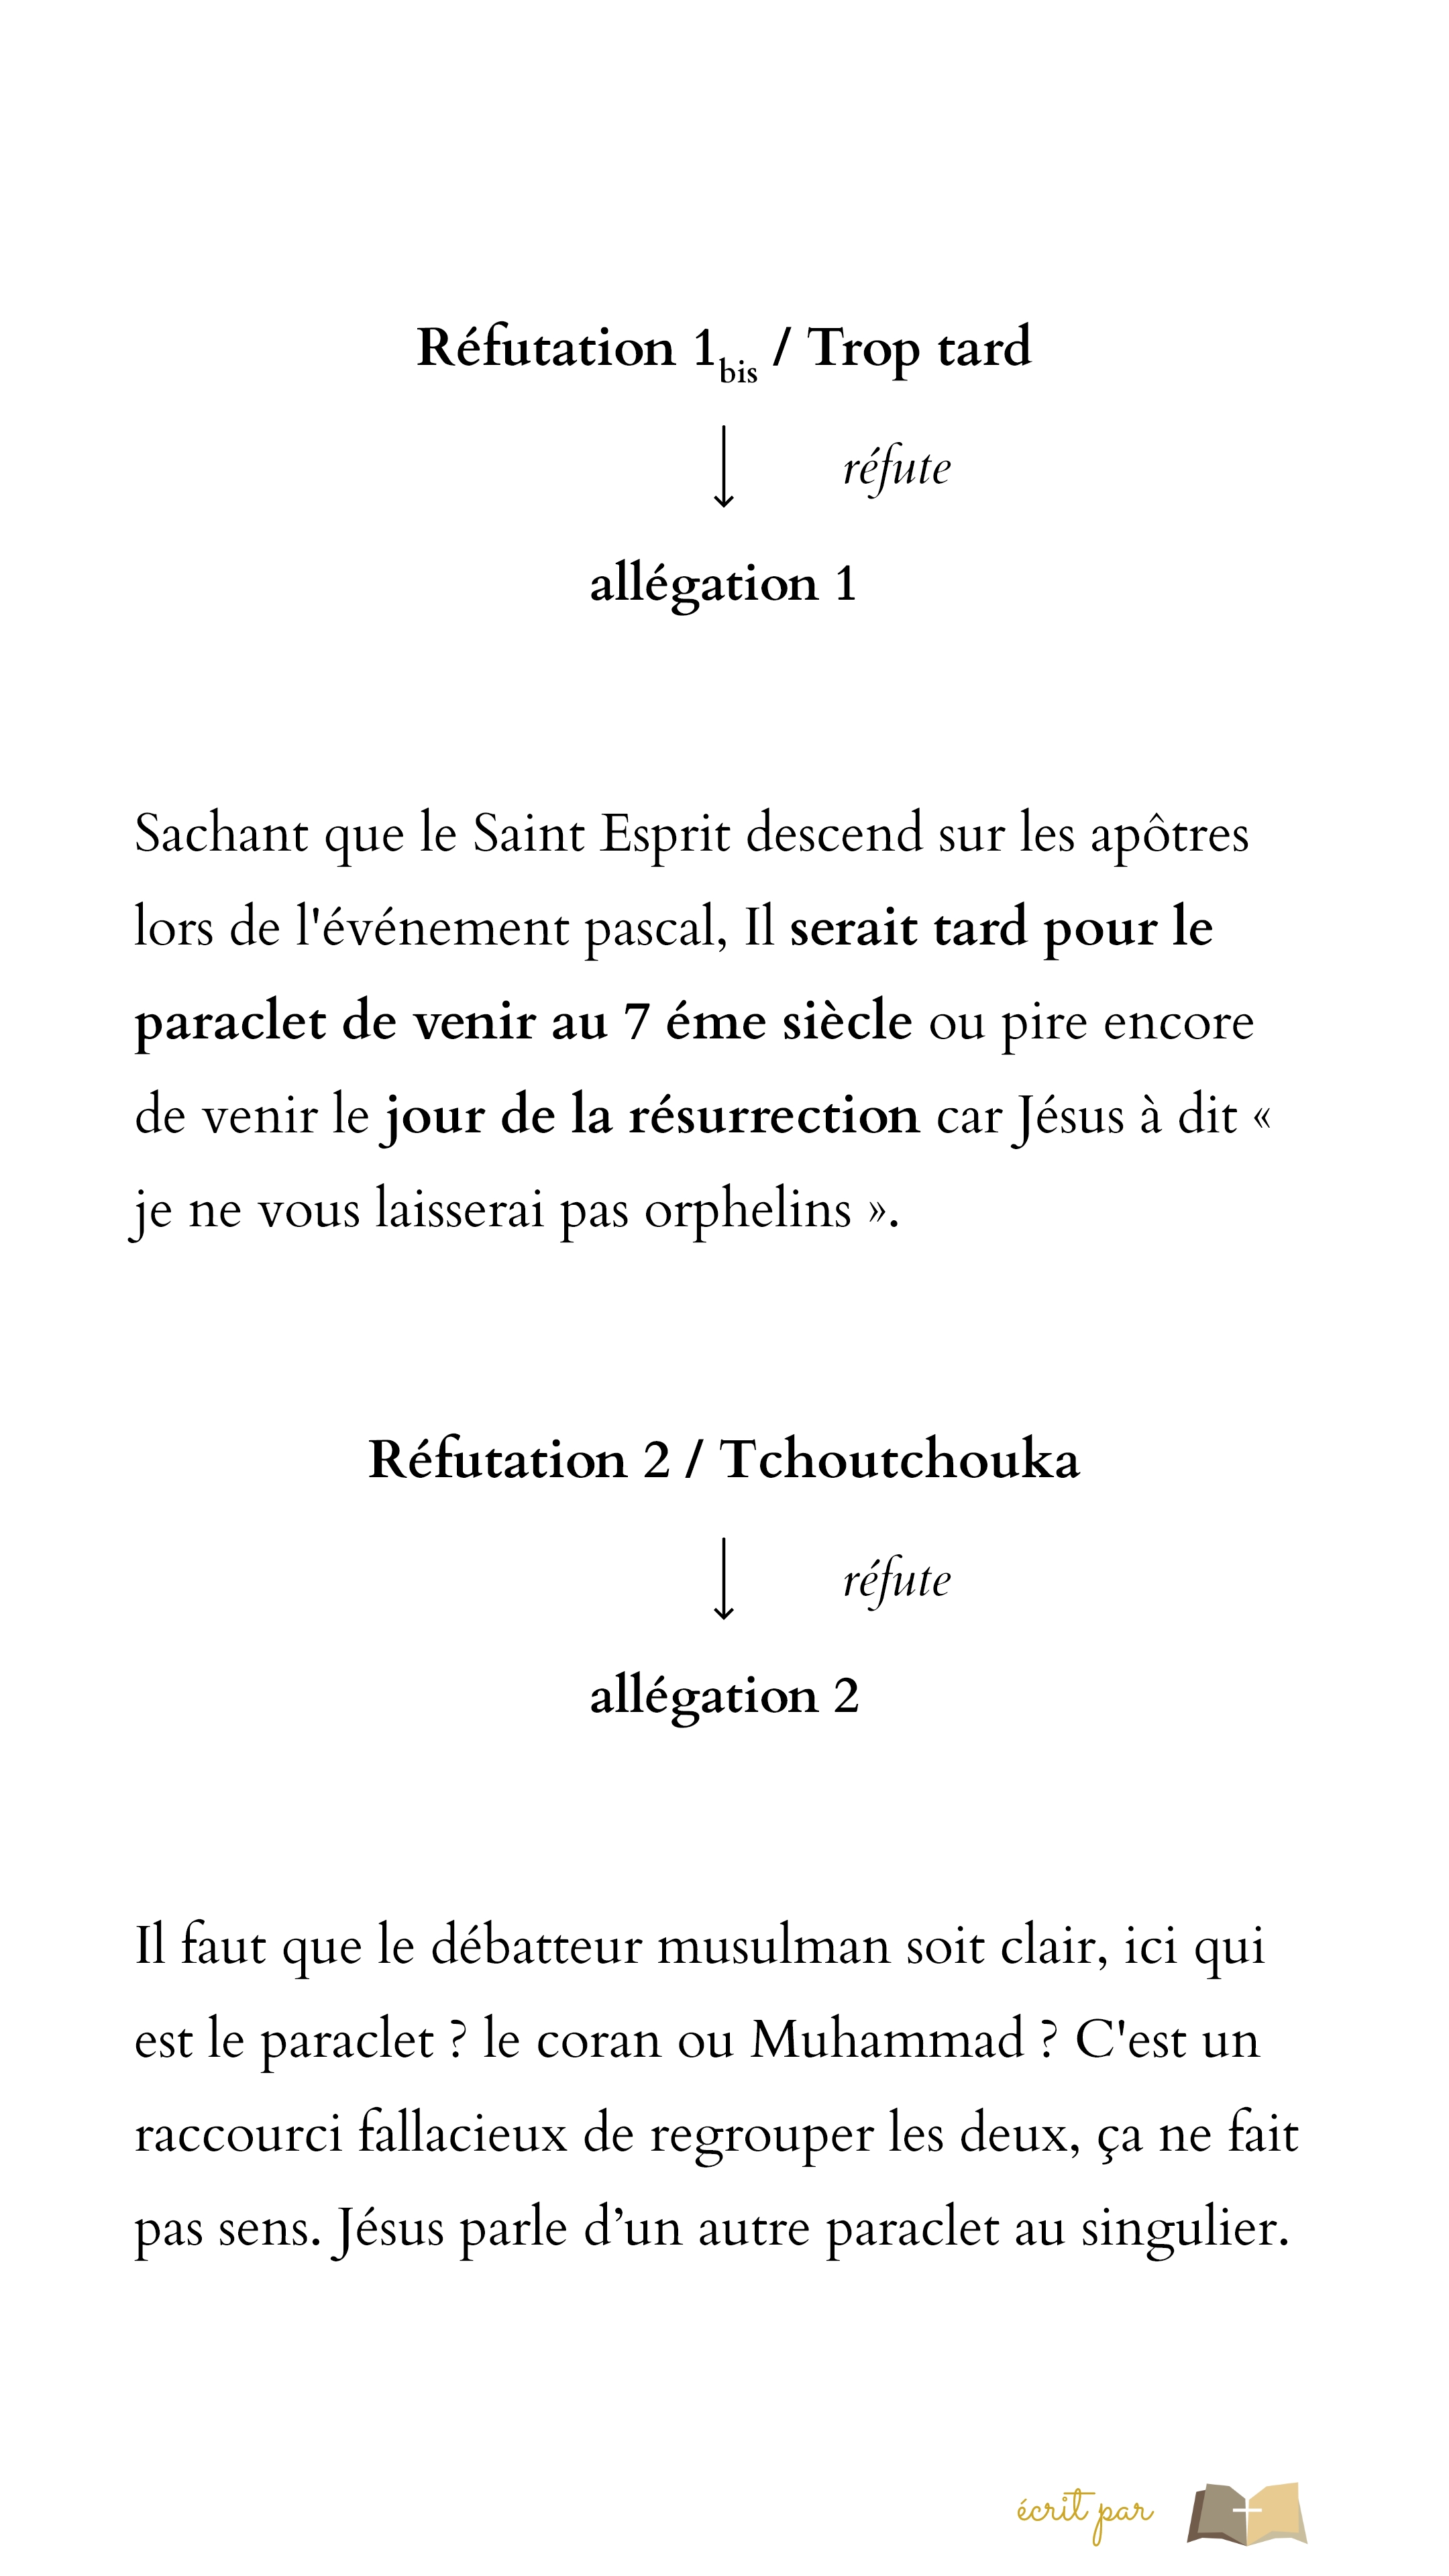 Réfutation 1bis / Trop tard
réfute
allégation 1
Sachant que le Saint Esprit descend sur les apôtres
lors de l'événement pascal, Il serait tard pour le
paraclet de venir au 7 éme siècle ou pire encore
de venir le jour de la résurrection car Jésus à dit «
je ne vous laisserai pas orphelins ».
Réfutation 2 / Tchoutchouka
réfute
allégation 2
Il faut que le débatteur musulman soit clair, ici qui
est le paraclet ? le coran ou Muhammad ? C'est un
raccourci fallacieux de regrouper les deux, ça ne fait
pas sens. Jésus parle d’un autre paraclet au singulier.
écrit par